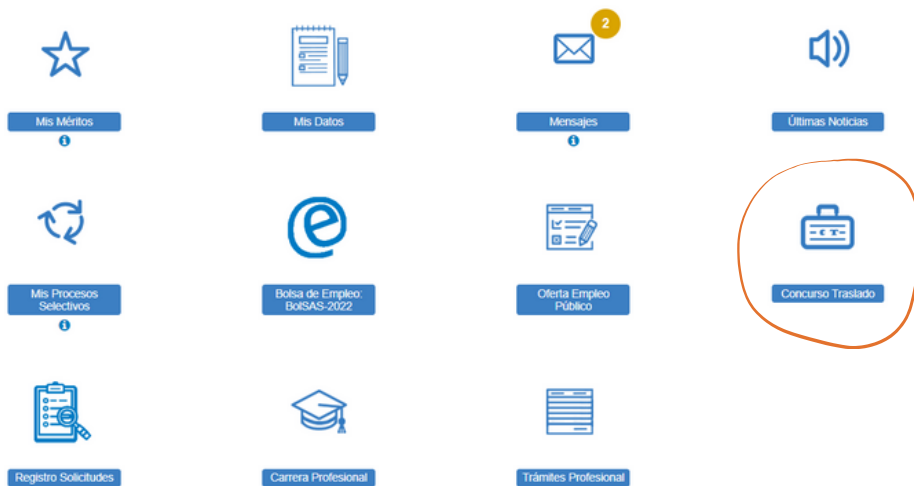 2
Mis Méritos
Mis Datos
Mensajes
Últimas Noticias
Mis Procesos
Selectivos
Bolsa de Empleo:
BolSAS-2022
Oferta Empleo
Público
Concurso Traslado
Registro Solicitudes
Carrera Profesional
Trámites Profesional